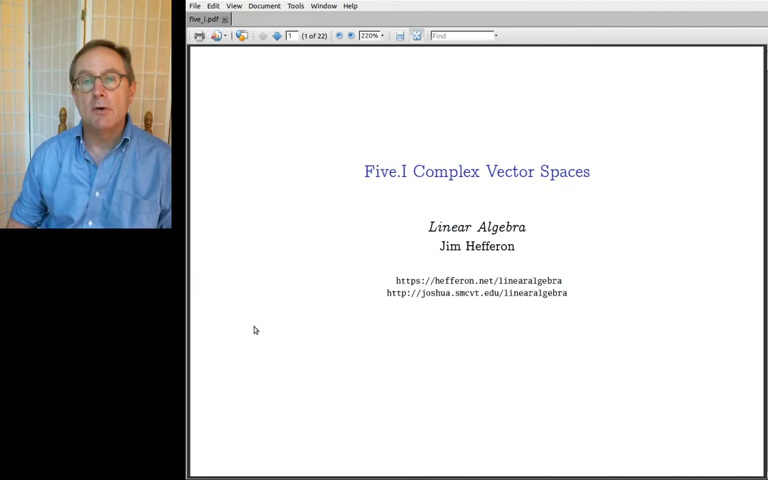 File Edit View Document Tools Window Help
five_i.pdf
1 (1 of 22) 220% Find
Five.I Complex Vector Spaces
Linear Algebra
Jim Hefferon
https://hefferon.net/linearalgebra
http://joshua.smcvt.edu/linearalgebra